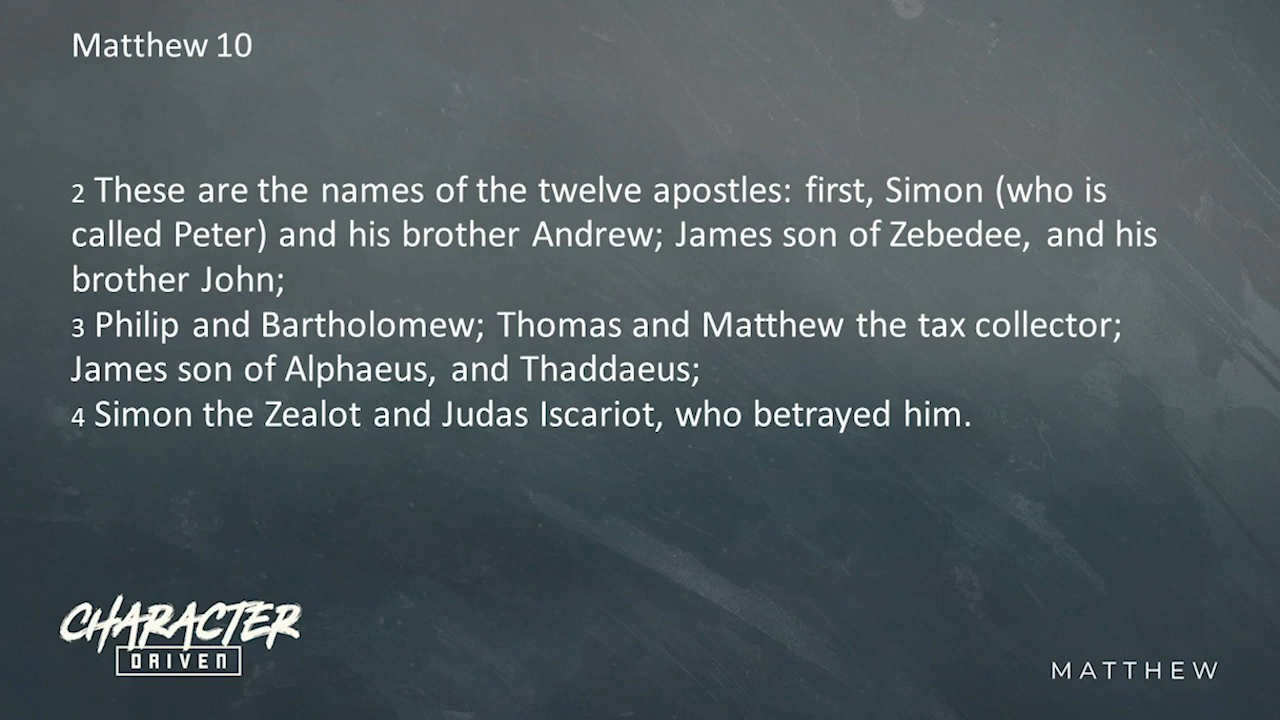 Matthew 10
2 These are the names of the twelve apostles: first, Simon (who is
called Peter) and his brother Andrew; James son of Zebedee, and his
brother John;
3 Philip and Bartholomew; Thomas and Matthew the tax collector;
James son of Alphaeus, and Thaddaeus;
4 Simon the Zealot and Judas Iscariot, who betrayed him.
CHARACTER
DRIVEN
MATTHEW